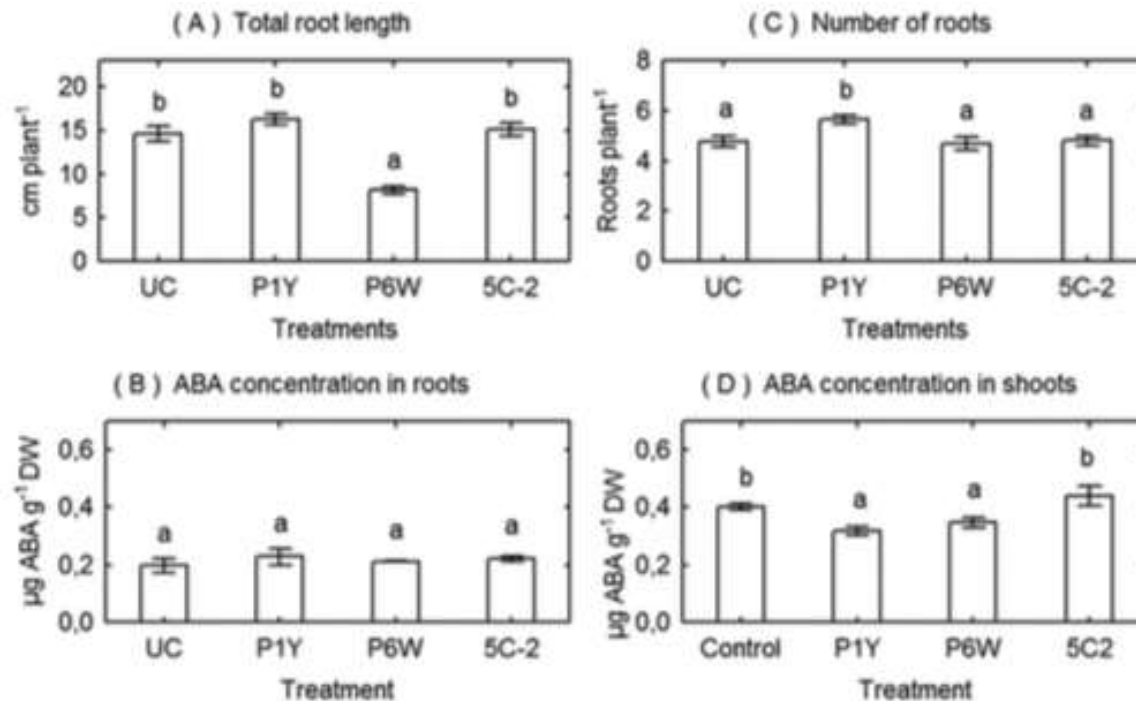 ( A ) Total root length
b
b
b
a
20
15
10
5
0
cm plant⁻¹
UC P1Y P6W 5C-2
Treatments
( C ) Number of roots
a
b
a
a
8
6
4
2
0
Roots plant⁻¹
UC P1Y P6W 5C-2
Treatments
( B ) ABA concentration in roots
a
a
a
a
0,6
0,4
0,2
0,0
µg ABA g⁻¹ DW
UC P1Y P6W 5C-2
Treatment
( D ) ABA concentration in shoots
b
a
a
b
0,6
0,4
0,2
0,0
µg ABA g⁻¹ DW
Control P1Y P6W 5C2
Treatment